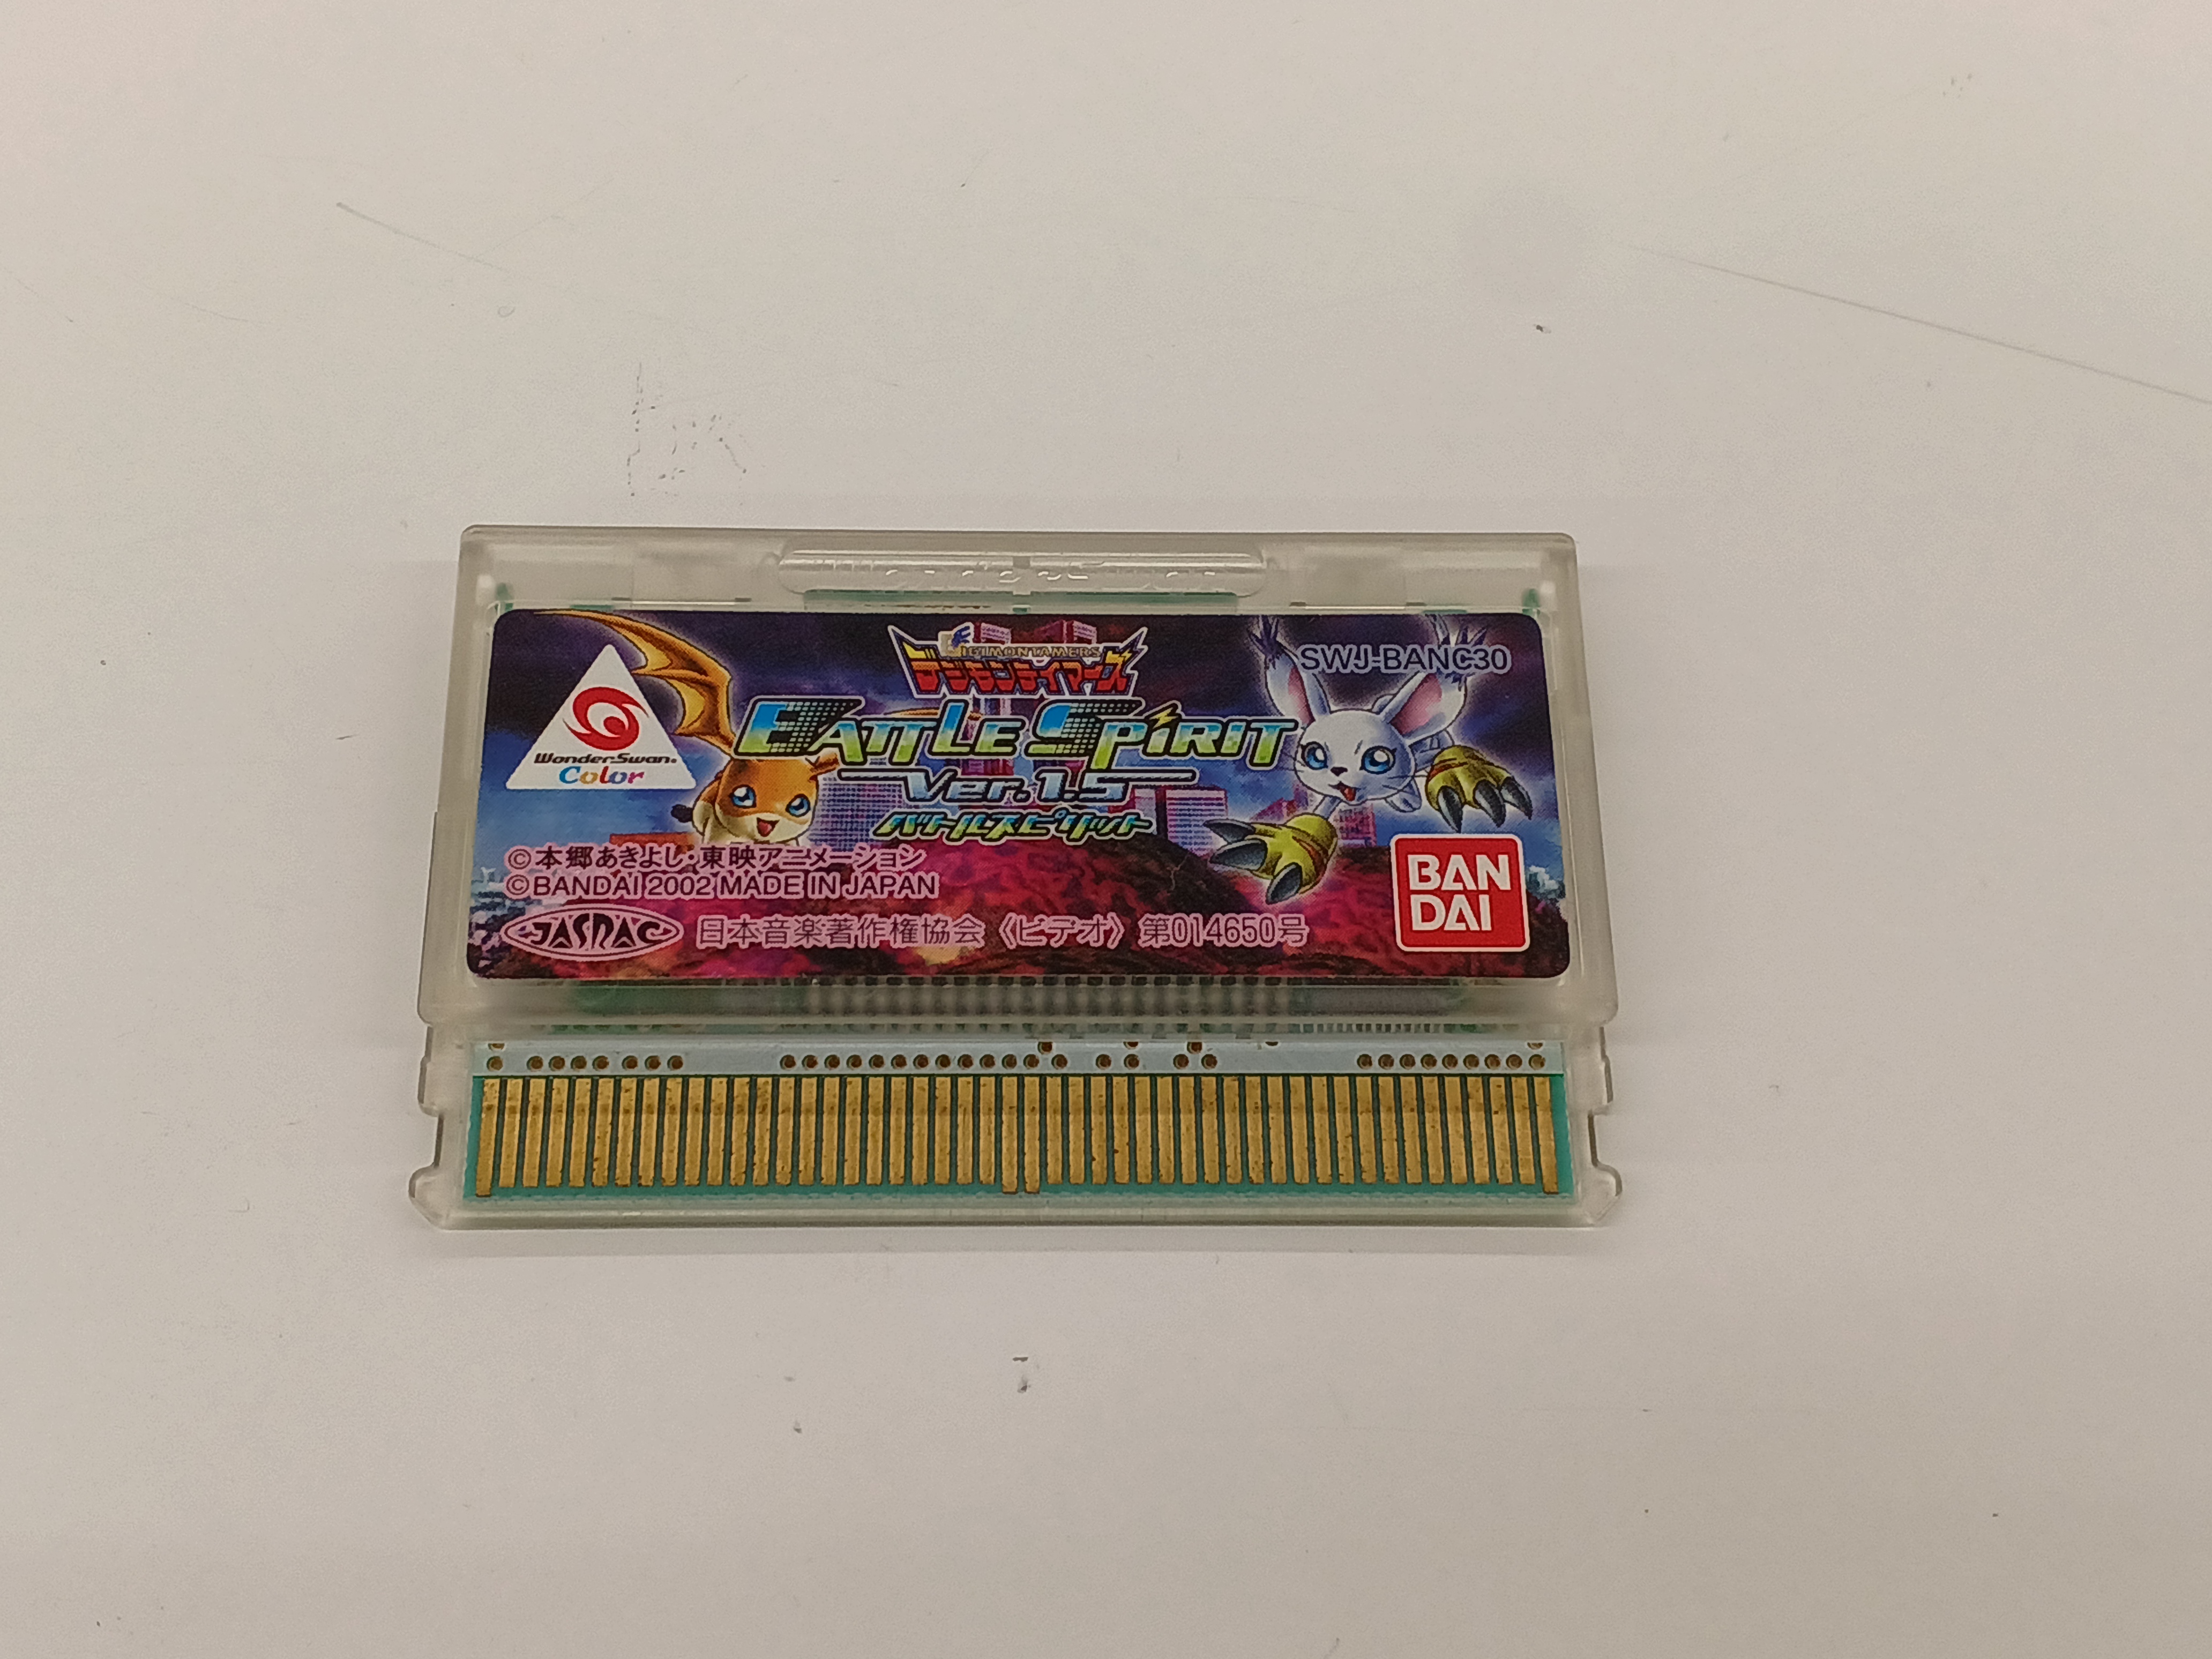 DIGIMONTAMERS
デジモンテイマーズ
SWJ-BANC30
BATTLE SPIRIT
Ver.1.5
バトルスピリット
WonderSwan
Color
©本郷あきよし・東映アニメーション
©BANDAI 2002 MADE IN JAPAN
JASRAC 日本音楽著作権協会〈ビデオ〉第014650号
BAN
DAI